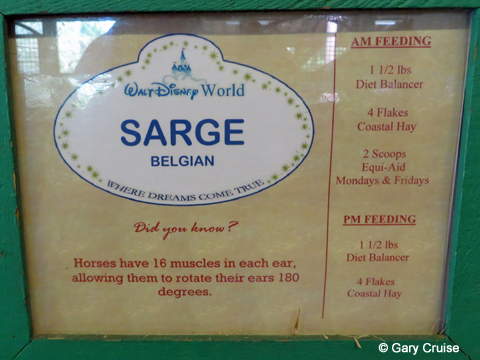 WALT DISNEY World
SARGE
BELGIAN
WHERE DREAMS COME TRUE
Did you know?
Horses have 16 muscles in each ear,
allowing them to rotate their ears 180
degrees.
AM FEEDING
1 1/2 lbs
Diet Balancer
4 Flakes
Coastal Hay
2 Scoops
Equi-Aid
Mondays & Fridays
PM FEEDING
1 1/2 lbs
Diet Balancer
4 Flakes
Coastal Hay
© Gary Cruise